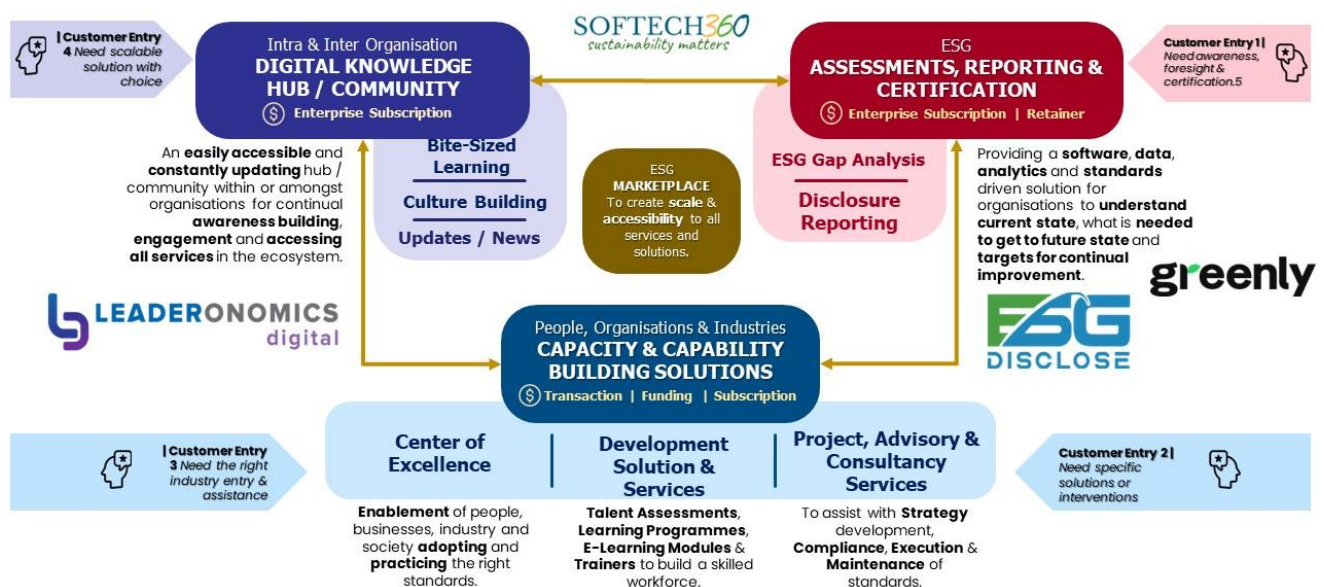 SOFTECH360
sustainability matters
| Customer Entry
4 Need scalable
solution with
choice
Intra & Inter Organisation
DIGITAL KNOWLEDGE
HUB / COMMUNITY
$ Enterprise Subscription
ESG
ASSESSMENTS, REPORTING &
CERTIFICATION
$ Enterprise Subscription | Retainer
Customer Entry 1 |
Need awareness,
foresight &
certification.5
Bite-Sized
Learning
Culture Building
Updates / News
An easily accessible and
constantly updating hub /
community within or amongst
organisations for continual
awareness building,
engagement and accessing
all services in the ecosystem.
ESG
MARKETPLACE
To create scale &
accessibility to all
services and
solutions.
ESG Gap Analysis
Disclosure
Reporting
Providing a software, data,
analytics and standards
driven solution for
organisations to understand
current state, what is needed
to get to future state and
targets for continual
improvement.
LEADERONOMICS
digital
greenly
ESG
DISCLOSE
People, Organisations & Industries
CAPACITY & CAPABILITY
BUILDING SOLUTIONS
$ Transaction | Funding | Subscription
| Customer Entry
3 Need the right
industry entry &
assistance
Center of
Excellence
Development
Solution &
Services
Project, Advisory &
Consultancy
Services
Customer Entry 2 |
Need specific
solutions or
interventions
Enablement of people,
businesses, industry and
society adopting and
practicing the right
standards.
Talent Assessments,
Learning Programmes,
E-Learning Modules &
Trainers to build a skilled
workforce.
To assist with Strategy
development,
Compliance, Execution &
Maintenance of
standards.